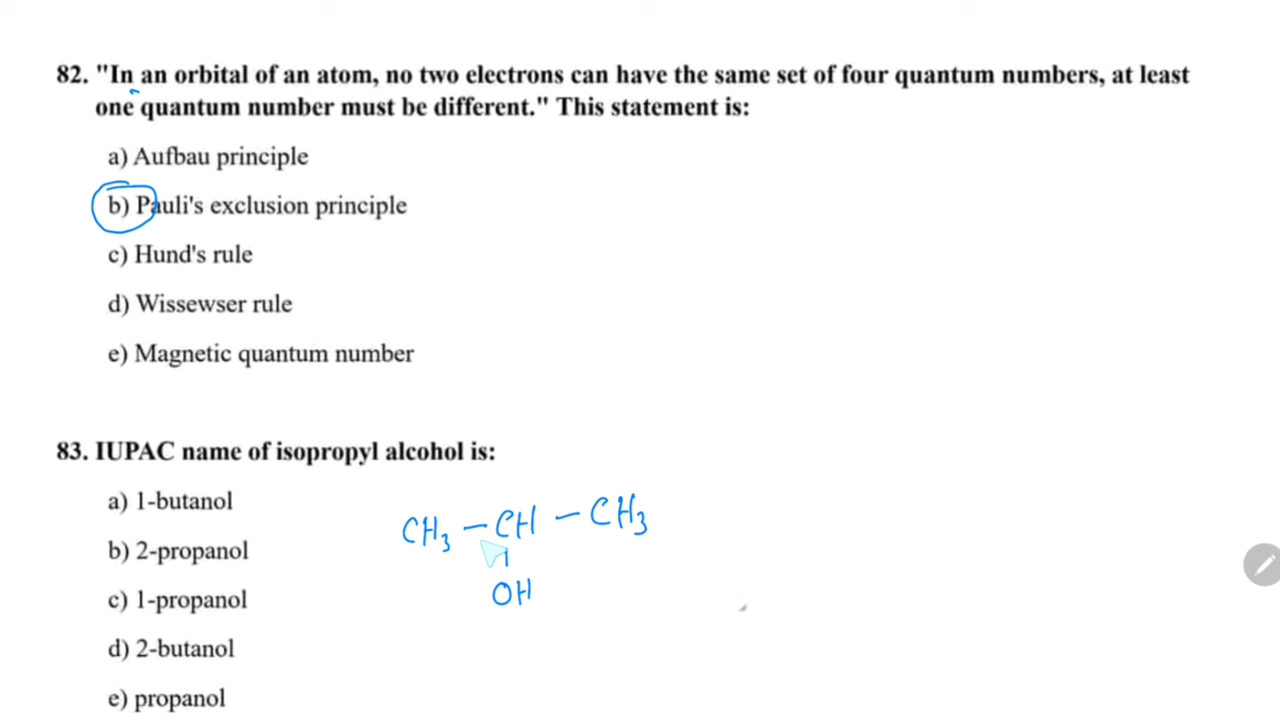 82. "In an orbital of an atom, no two electrons can have the same set of four quantum numbers, at least
one quantum number must be different." This statement is:
a) Aufbau principle
b) Pauli's exclusion principle
c) Hund's rule
d) Wissewser rule
e) Magnetic quantum number
83. IUPAC name of isopropyl alcohol is:
a) 1-butanol
b) 2-propanol
c) 1-propanol
d) 2-butanol
e) propanol
CH₃ – CH – CH₃
OH